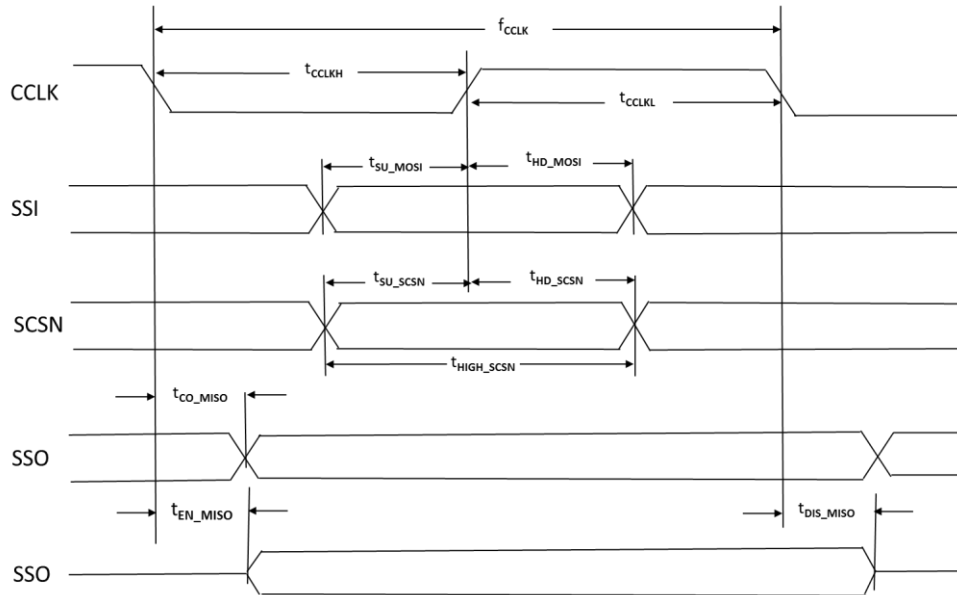 fCCLK
tCCLKH
CCLK
tCCLKL
tSU_MOSI
tHD_MOSI
SSI
tSU_SCSN
tHD_SCSN
SCSN
tHIGH_SCSN
tCO_MISO
SSO
tEN_MISO
tDIS_MISO
SSO